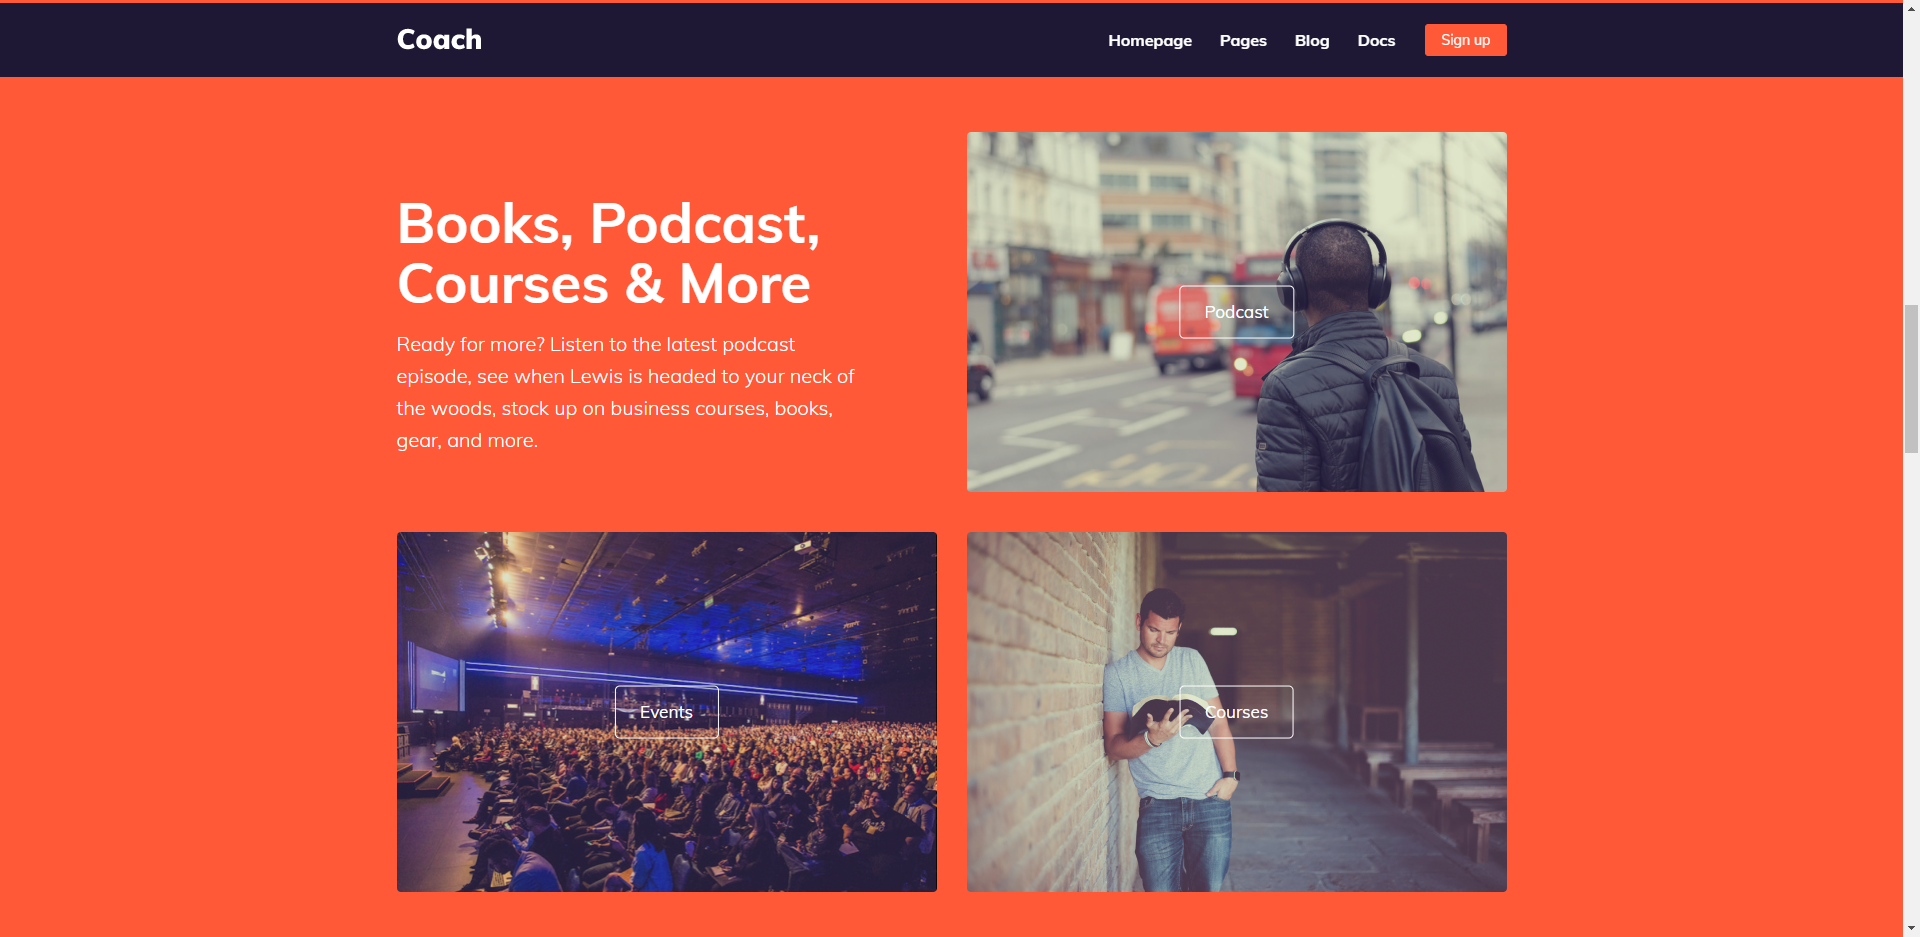 Coach
Homepage Pages Blog Docs Sign up
Books, Podcast,
Courses & More
Ready for more? Listen to the latest podcast
episode, see when Lewis is headed to your neck of
the woods, stock up on business courses, books,
gear, and more.
Podcast
Events
Courses